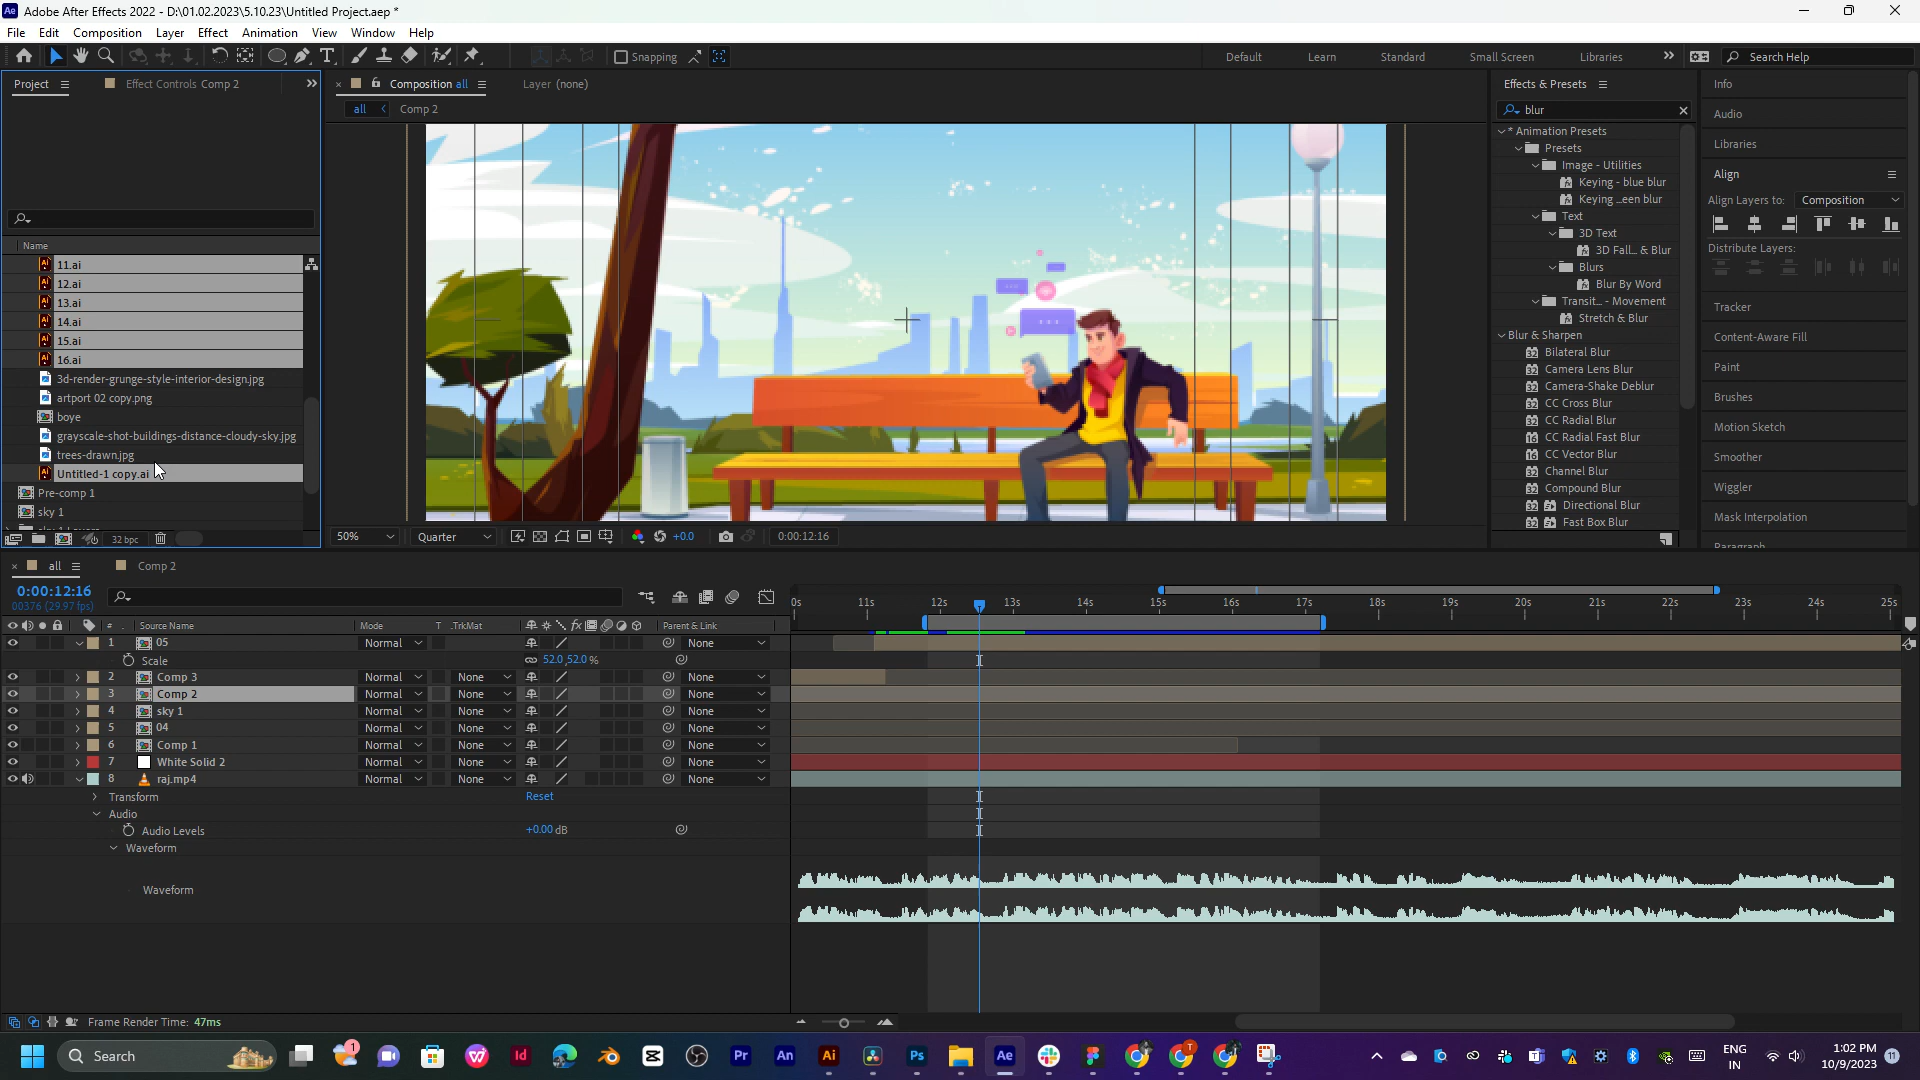 Adobe After Effects 2022 - D:\01.02.2023\5.10.23\Untitled Project.aep *
File Edit Composition Layer Effect Animation View Window Help
Snapping
Default Learn Standard Small Screen Libraries
Search Help
Project
Effect Controls Comp 2
Composition all
Layer (none)
all
Comp 2
Name
11.ai
12.ai
13.ai
14.ai
15.ai
16.ai
3d-render-grunge-style-interior-design.jpg
artport 02 copy.png
boye
grayscale-shot-buildings-distance-cloudy-sky.jpg
trees-drawn.jpg
Untitled-1 copy.ai
Pre-comp 1
sky 1
32 bpc
50%
Quarter
+0.0
0:00:12:16
Effects & Presets
blur
* Animation Presets
Presets
Image - Utilities
Keying - blue blur
Keying ...een blur
Text
3D Text
3D Fall... & Blur
Blurs
Blur By Word
Transit... - Movement
Stretch & Blur
Blur & Sharpen
Bilateral Blur
Camera Lens Blur
Camera-Shake Deblur
CC Cross Blur
CC Radial Blur
CC Radial Fast Blur
CC Vector Blur
Channel Blur
Compound Blur
Directional Blur
Fast Box Blur
Info
Audio
Libraries
Align
Align Layers to: Composition
Distribute Layers:
Tracker
Content-Aware Fill
Paint
Brushes
Motion Sketch
Smoother
Wiggler
Mask Interpolation
Paragraph
all
Comp 2
0:00:12:16
00376 (29.97 fps)
0s 11s 12s 13s 14s 15s 16s 17s 18s 19s 20s 21s 22s 23s 24s 25s
# Source Name Mode T .TrkMat Parent & Link
1 05 Normal None
Scale 52.0,52.0 %
2 Comp 3 Normal None None
3 Comp 2 Normal None None
4 sky 1 Normal None None
5 04 Normal None None
6 Comp 1 Normal None None
7 White Solid 2 Normal None None
8 raj.mp4 Normal None None
Transform Reset
Audio
Audio Levels +0.00 dB
Waveform
Waveform
Frame Render Time: 47ms
Search
1
ENG
IN
1:02 PM
10/9/2023
11